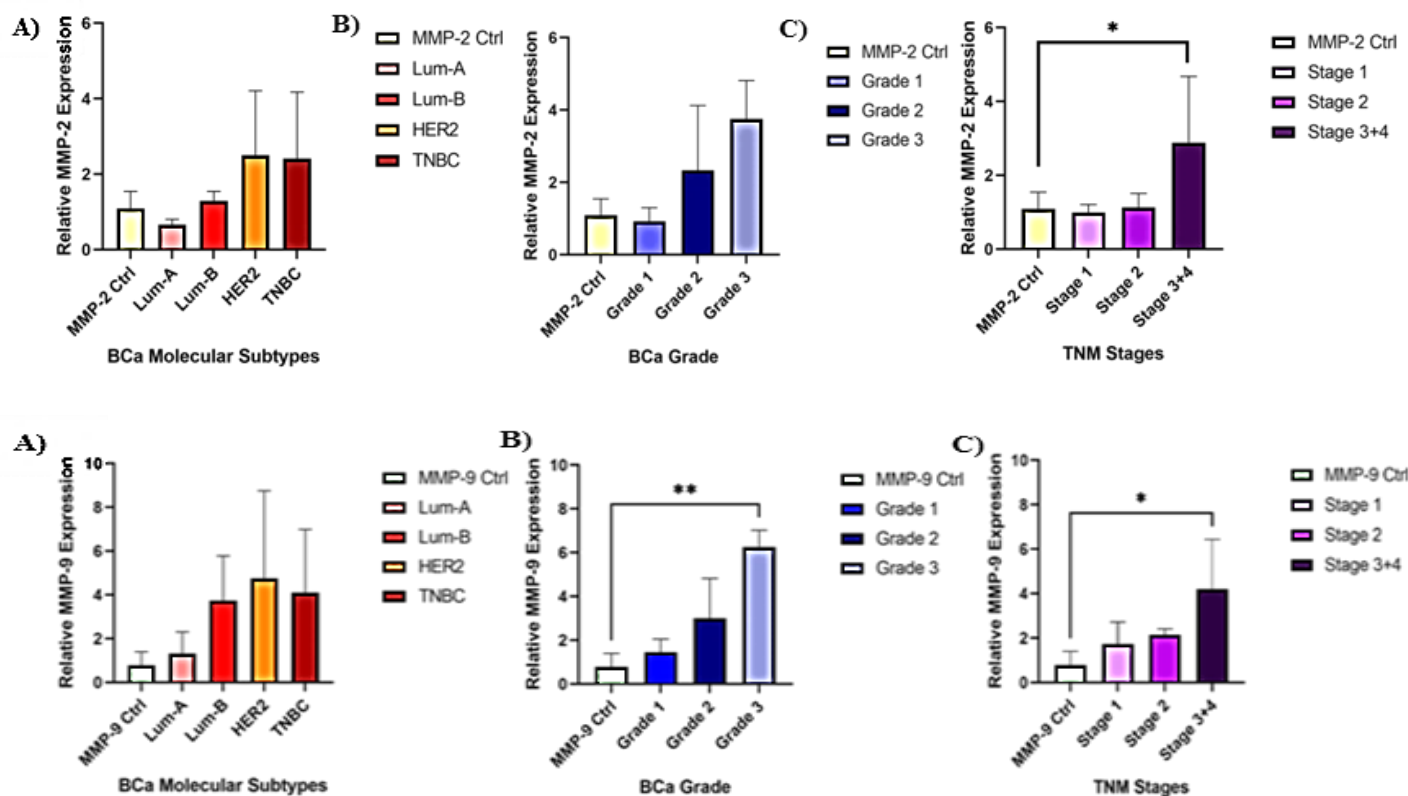 A)
Relative MMP-2 Expression
6
4
2
0
MMP-2 Ctrl
Lum-A
Lum-B
HER2
TNBC
BCa Molecular Subtypes
MMP-2 Ctrl
Lum-A
Lum-B
HER2
TNBC
B)
Relative MMP-2 Expression
6
4
2
0
MMP-2 Ctrl
Grade 1
Grade 2
Grade 3
BCa Grade
MMP-2 Ctrl
Grade 1
Grade 2
Grade 3
C)
Relative MMP-2 Expression
6
4
2
0
*
MMP-2 Ctrl
Stage 1
Stage 2
Stage 3+4
TNM Stages
MMP-2 Ctrl
Stage 1
Stage 2
Stage 3+4
A)
Relative MMP-9 Expression
10
8
6
4
2
0
MMP-9 Ctrl
Lum-A
Lum-B
HER2
TNBC
BCa Molecular Subtypes
MMP-9 Ctrl
Lum-A
Lum-B
HER2
TNBC
B)
Relative MMP-9 Expression
10
8
6
4
2
0
**
MMP-9 Ctrl
Grade 1
Grade 2
Grade 3
BCa Grade
MMP-9 Ctrl
Grade 1
Grade 2
Grade 3
C)
Relative MMP-9 Expression
10
8
6
4
2
0
*
MMP-9 Ctrl
Stage 1
Stage 2
Stage 3+4
TNM Stages
MMP-9 Ctrl
Stage 1
Stage 2
Stage 3+4